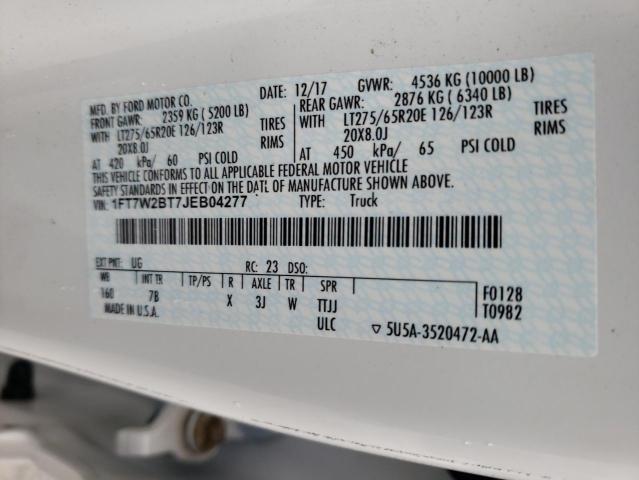 MFD. BY FORD MOTOR CO. DATE: 12/17 GVWR: 4536 KG (10000 LB)
FRONT GAWR: 2359 KG (5200 LB) REAR GAWR: 2876 KG (6340 LB)
WITH LT275/65R20E 126/123R TIRES WITH LT275/65R20E 126/123R TIRES
20X8.0J RIMS 20X8.0J RIMS
AT 420 kPa/ 60 PSI COLD AT 450 kPa/ 65 PSI COLD
THIS VEHICLE CONFORMS TO ALL APPLICABLE FEDERAL MOTOR VEHICLE
SAFETY STANDARDS IN EFFECT ON THE DATE OF MANUFACTURE SHOWN ABOVE
VIN: 1FT7W2BT7JEB04277 TYPE: Truck
EXT PNT: UG RC: 23 DSO:
WB INT TR TP/PS R AXLE TR SPR F0128
160 7B X 3J W TTJJ T0982
MADE IN U.S.A. ULC ▽ 5U5A-3520472-AA